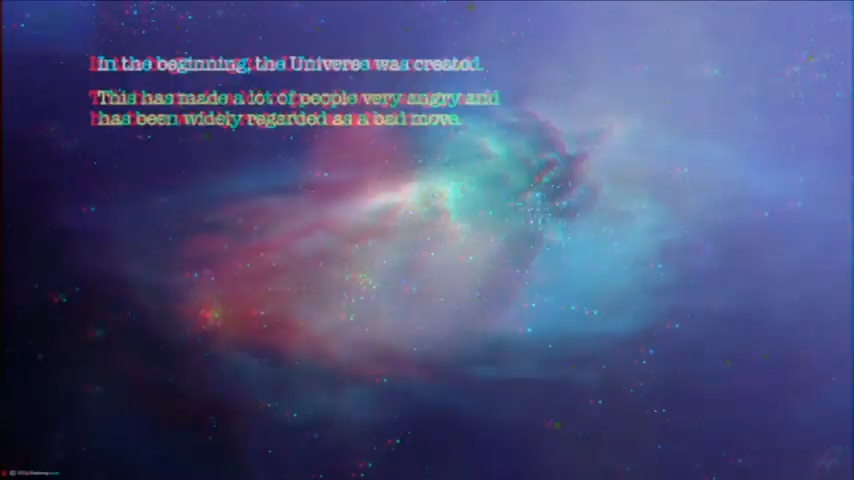 In the beginning, the Universe was created.
This has made a lot of people very angry and
has been widely regarded as a bad move.